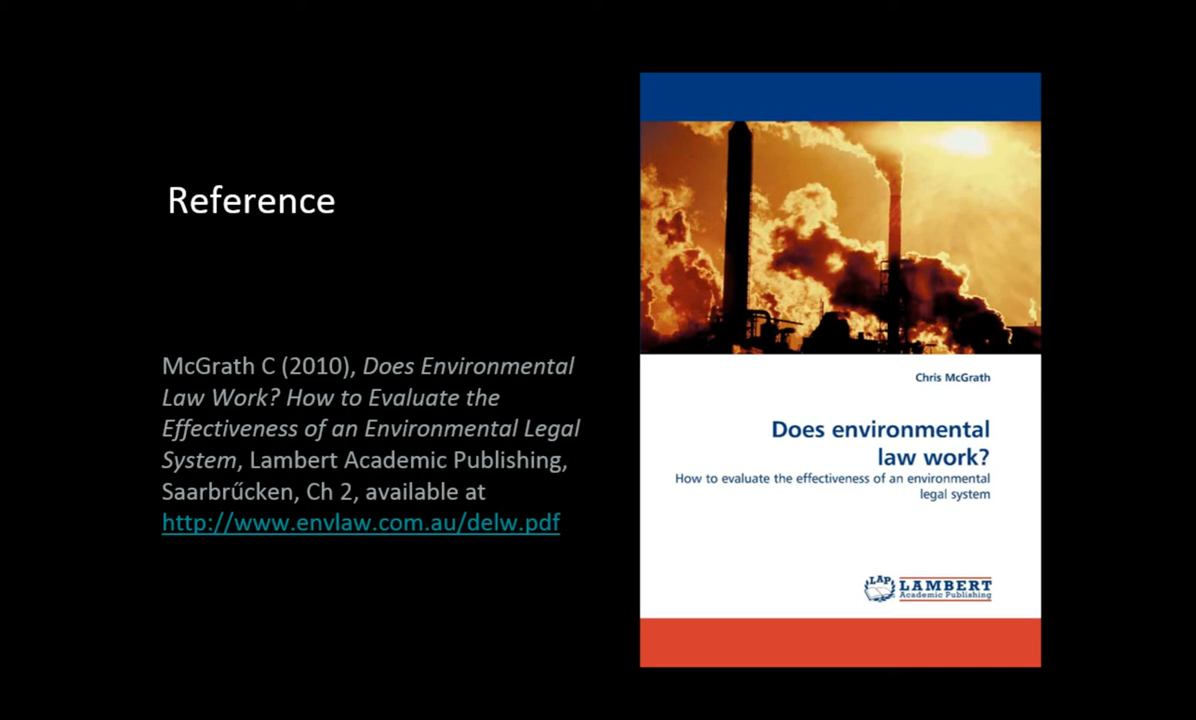 Reference
McGrath C (2010), Does Environmental
Law Work? How to Evaluate the
Effectiveness of an Environmental Legal
System, Lambert Academic Publishing,
Saarbrűcken, Ch 2, available at
http://www.envlaw.com.au/delw.pdf
Chris McGrath
Does environmental
law work?
How to evaluate the effectiveness of an environmental
legal system
LAP LAMBERT
Academic Publishing